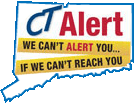 CT Alert
WE CAN'T ALERT YOU...
IF WE CAN'T REACH YOU